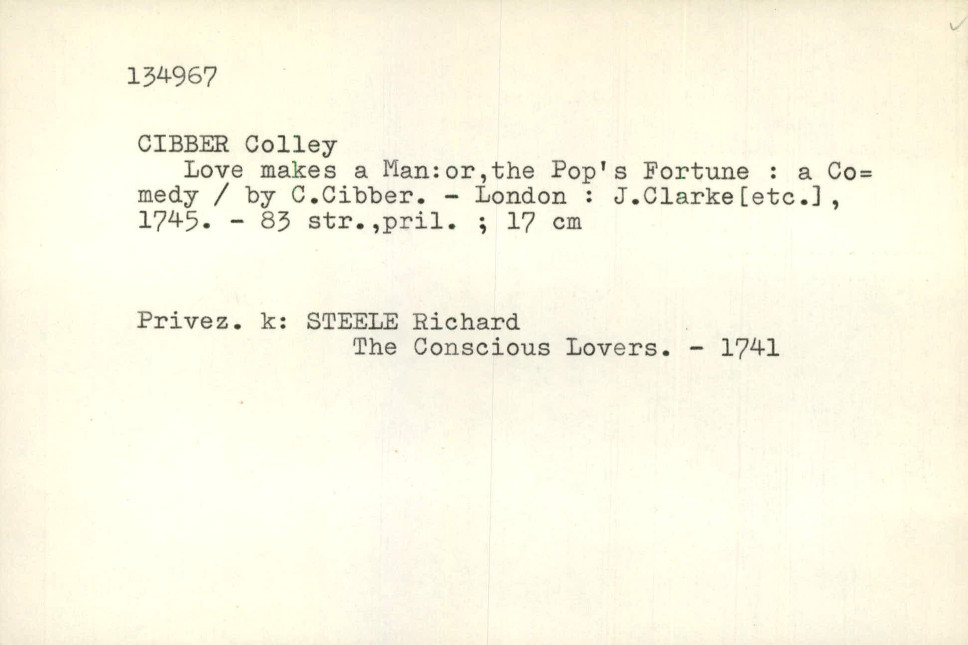 134967
CIBBER Colley
Love makes a Man:or,the Pop's Fortune : a Co=
medy / by C.Cibber. - London : J.Clarke[etc.],
1745. - 83 str.,pril. ; 17 cm
Privez. k: STEELE Richard
The Conscious Lovers. - 1741